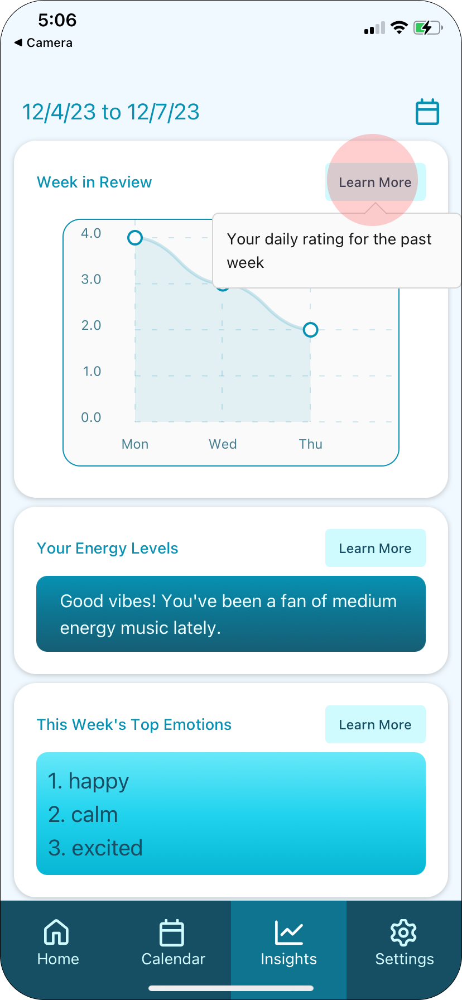 5:06
◀ Camera
12/4/23 to 12/7/23
Week in Review
Learn More
Your daily rating for the past
week
4.0
3.0
2.0
1.0
0.0
Mon Wed Thu
Your Energy Levels
Learn More
Good vibes! You've been a fan of medium
energy music lately.
This Week's Top Emotions
Learn More
1. happy
2. calm
3. excited
Home Calendar Insights Settings